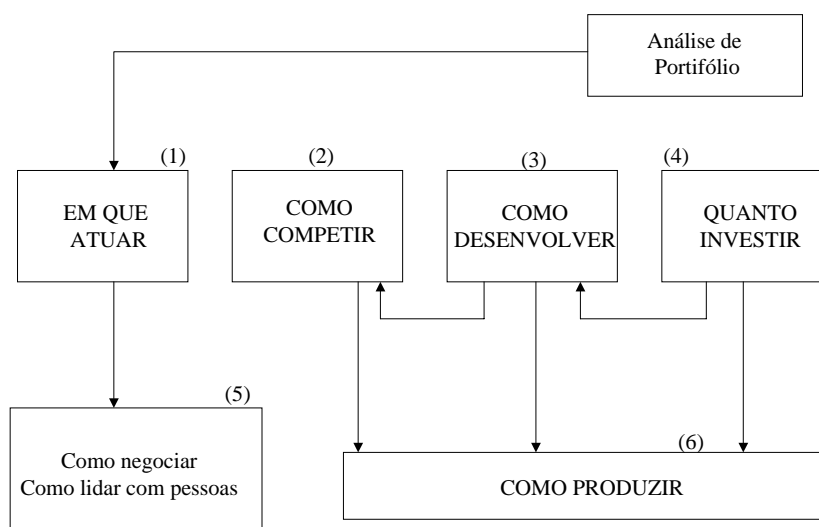 Análise de
Portifólio
(1)
EM QUE
ATUAR
(2)
COMO
COMPETIR
(3)
COMO
DESENVOLVER
(4)
QUANTO
INVESTIR
(5)
Como negociar
Como lidar com pessoas
(6)
COMO PRODUZIR